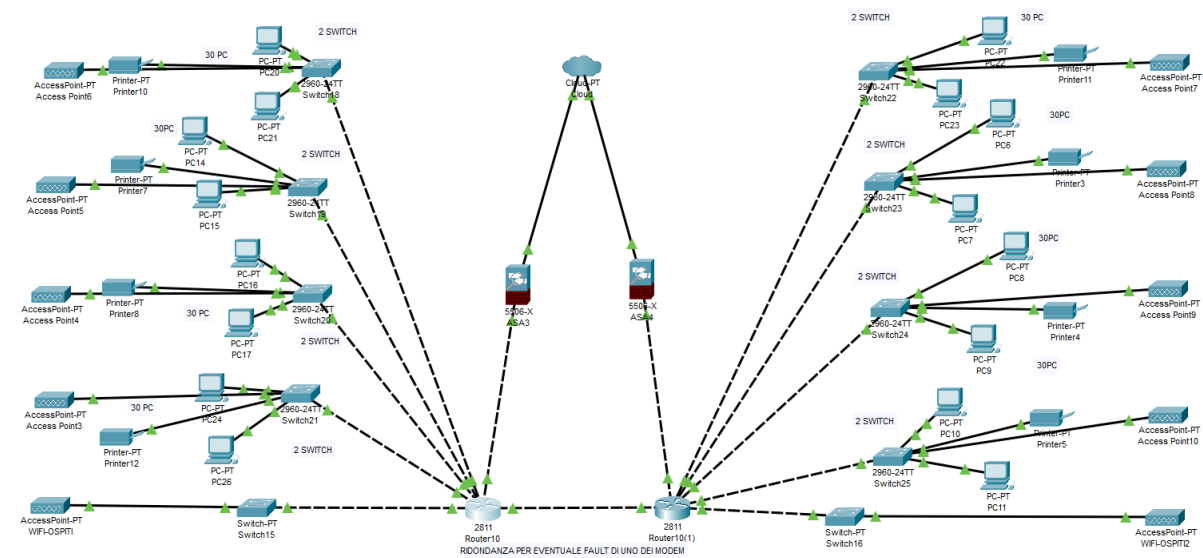 2 SWITCH
30 PC
PC-PT
PC20
AccessPoint-PT
Access Point6
Printer-PT
Printer10
2960-24TT
Switch18
PC-PT
PC21
30PC
PC-PT
PC14
2 SWITCH
Printer-PT
Printer7
AccessPoint-PT
Access Point5
PC-PT
PC15
2960-24TT
Switch19
PC-PT
PC16
AccessPoint-PT
Access Point4
Printer-PT
Printer8
30 PC
2960-24TT
Switch20
PC-PT
PC17
2 SWITCH
AccessPoint-PT
Access Point3
30 PC
PC-PT
PC24
2960-24TT
Switch21
Printer-PT
Printer12
PC-PT
PC26
2 SWITCH
AccessPoint-PT
WIFI-OSPITI
Switch-PT
Switch15
Cloud-PT
Cloud
5506-X
ASA3
5506-X
ASA4
2811
Router10
2811
Router10(1)
RIDONDANZA PER EVENTUALE FAULT DI UNO DEI MODEM
2 SWITCH
30 PC
PC-PT
PC22
Printer-PT
Printer11
AccessPoint-PT
Access Point7
2960-24TT
Switch22
PC-PT
PC23
PC-PT
PC6
30PC
2 SWITCH
Printer-PT
Printer3
AccessPoint-PT
Access Point8
2960-24TT
Switch23
PC-PT
PC7
PC-PT
PC8
30PC
2 SWITCH
AccessPoint-PT
Access Point9
2960-24TT
Switch24
Printer-PT
Printer4
PC-PT
PC9
30PC
2 SWITCH
PC-PT
PC10
Printer-PT
Printer5
AccessPoint-PT
Access Point10
2960-24TT
Switch25
PC-PT
PC11
Switch-PT
Switch16
AccessPoint-PT
WIFI-OSPITI2